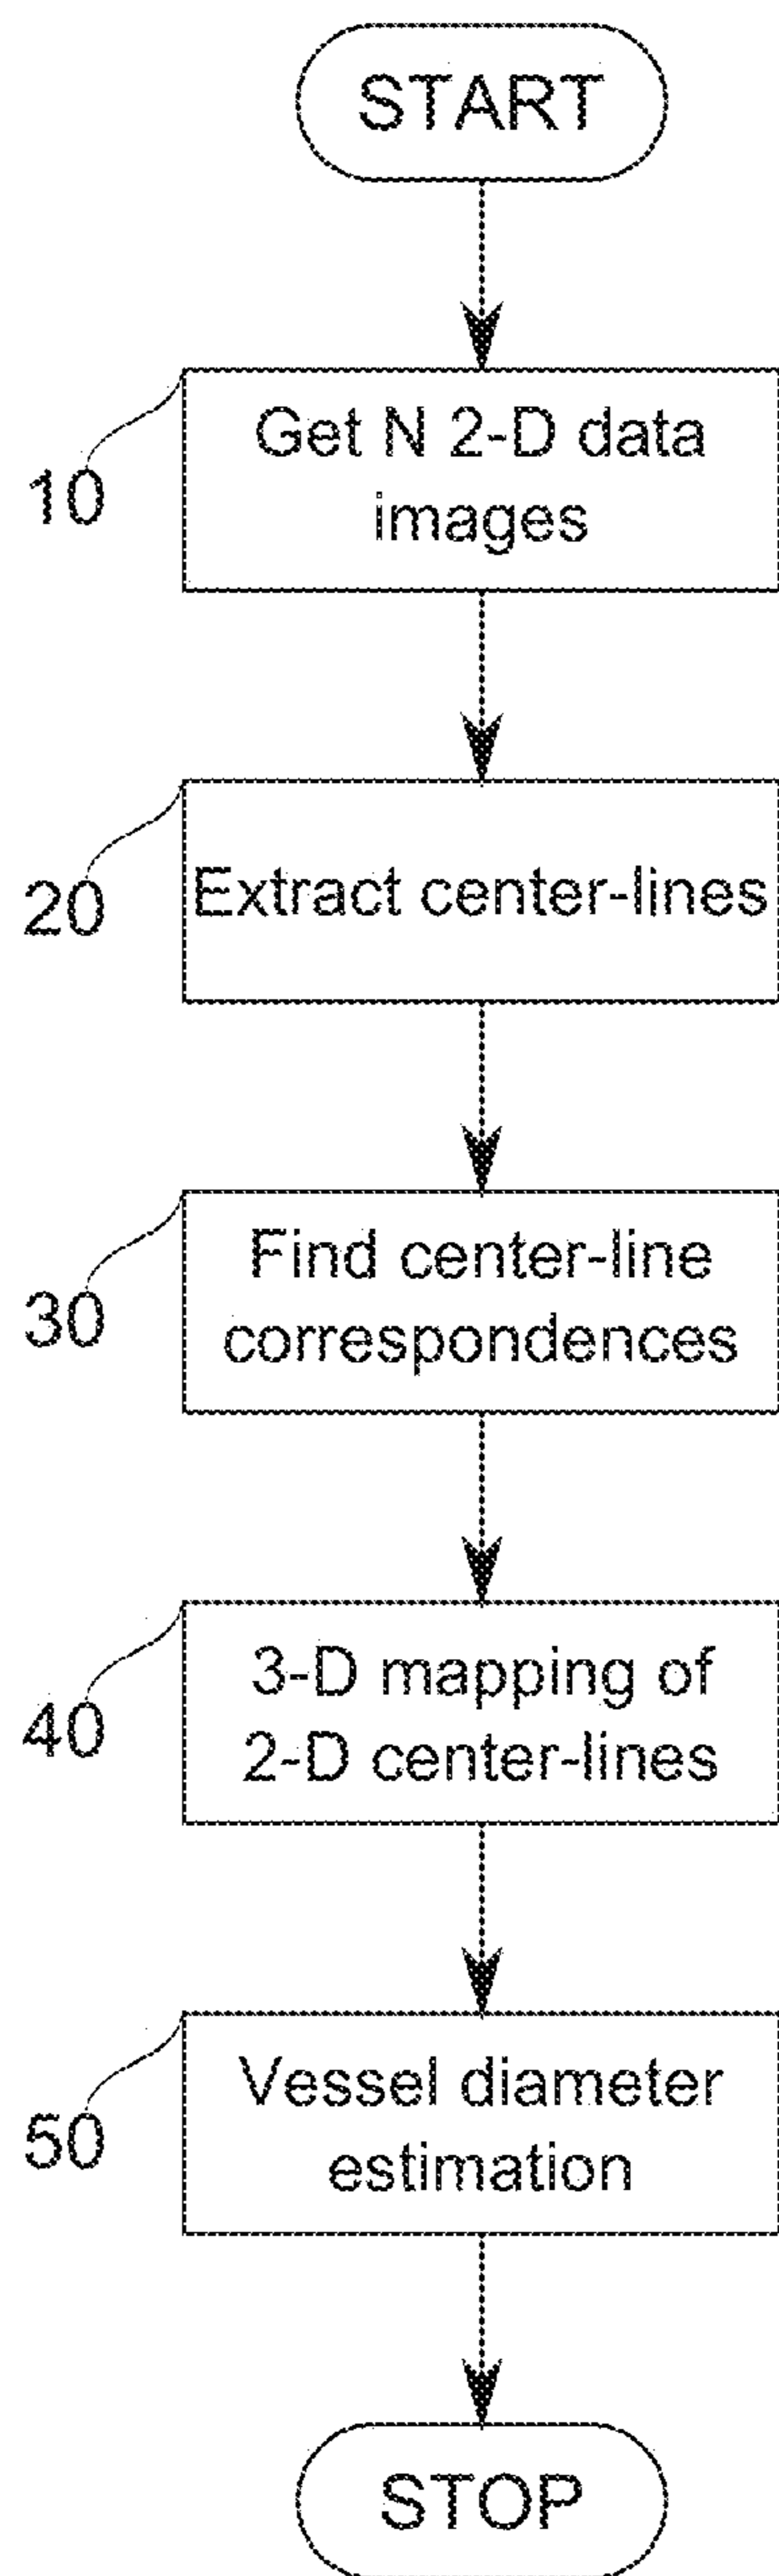 START
10
Get N 2-D data
images
20
Extract center-lines
30
Find center-line
correspondences
40
3-D mapping of
2-D center-lines
50
Vessel diameter
estimation
STOP